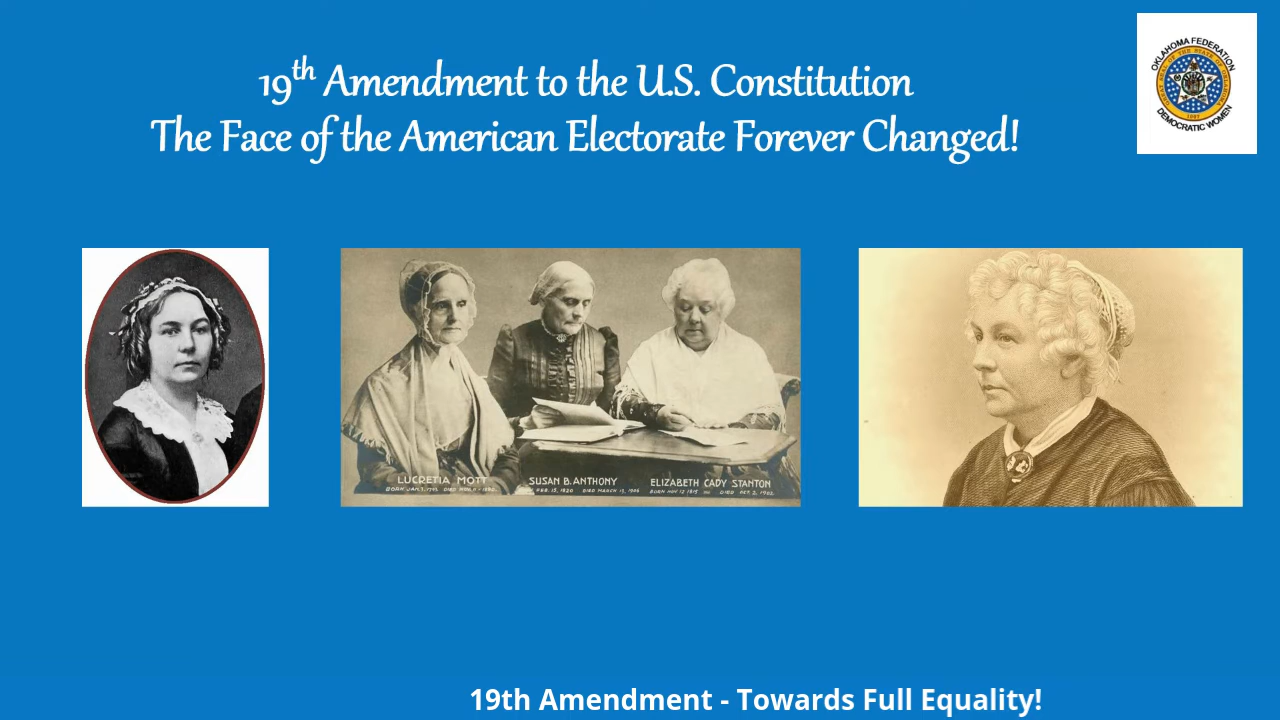 19th Amendment to the U.S. Constitution
The Face of the American Electorate Forever Changed!
OKLAHOMA FEDERATION
DEMOCRATIC WOMEN
LUCRETIA MOTT
SUSAN B. ANTHONY
ELIZABETH CADY STANTON
19th Amendment - Towards Full Equality!